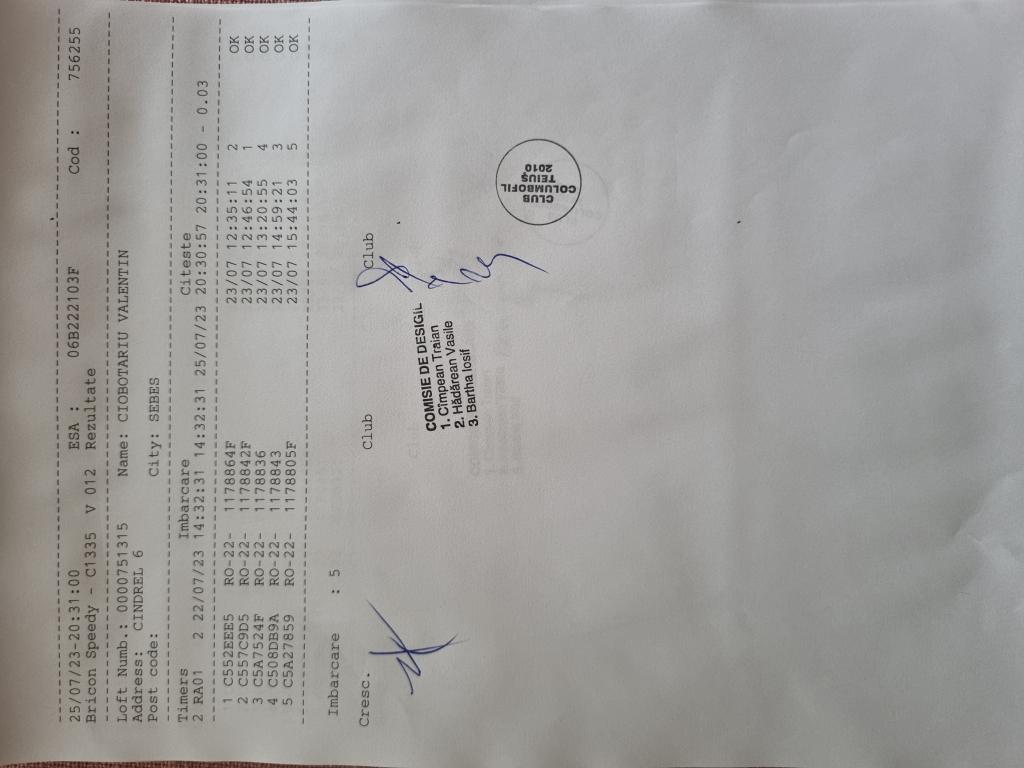 25/07/23-20:31:00 ESA : 06B222103F Cod : 756255
Bricon Speedy - C1335 V 012 Rezultate
Loft Numb.: 0000751315 Name: CIOBOTARIU VALENTIN
Address: CINDREL 6
Post code: City: SEBES
Timers Imbarcare Citeste
2 RA01 2 22/07/23 14:32:31 14:32:31 25/07/23 20:30:57 20:31:00 - 0.03
1 C552EEE5 RO-22- 1178864F 23/07 12:35:11 2 OK
2 C557C9D5 RO-22- 1178842F 23/07 12:46:54 1 OK
3 C5A7524F RO-22- 1178836 23/07 13:20:55 4 OK
4 C508DB9A RO-22- 1178843 23/07 14:59:21 3 OK
5 C5A27859 RO-22- 1178805F 23/07 15:44:03 5 OK
Imbarcare : 5
Cresc. Club Club
COMISIE DE DESIGIL
1. Cîmpean Traian
2. Hădărean Vasile
3. Bartha Iosif
CLUB
COLUMBOFIL
TEIUŞ
2010